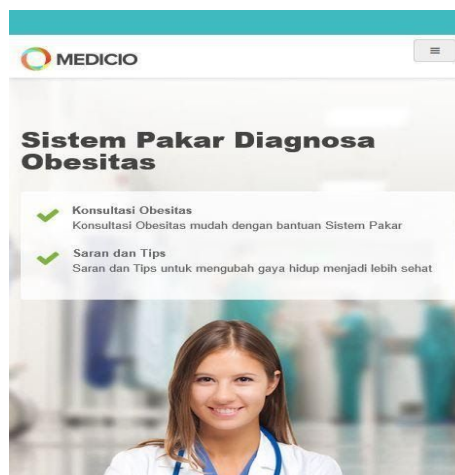 MEDICIO
Sistem Pakar Diagnosa
Obesitas
Konsultasi Obesitas
Konsultasi Obesitas mudah dengan bantuan Sistem Pakar
Saran dan Tips
Saran dan Tips untuk mengubah gaya hidup menjadi lebih sehat